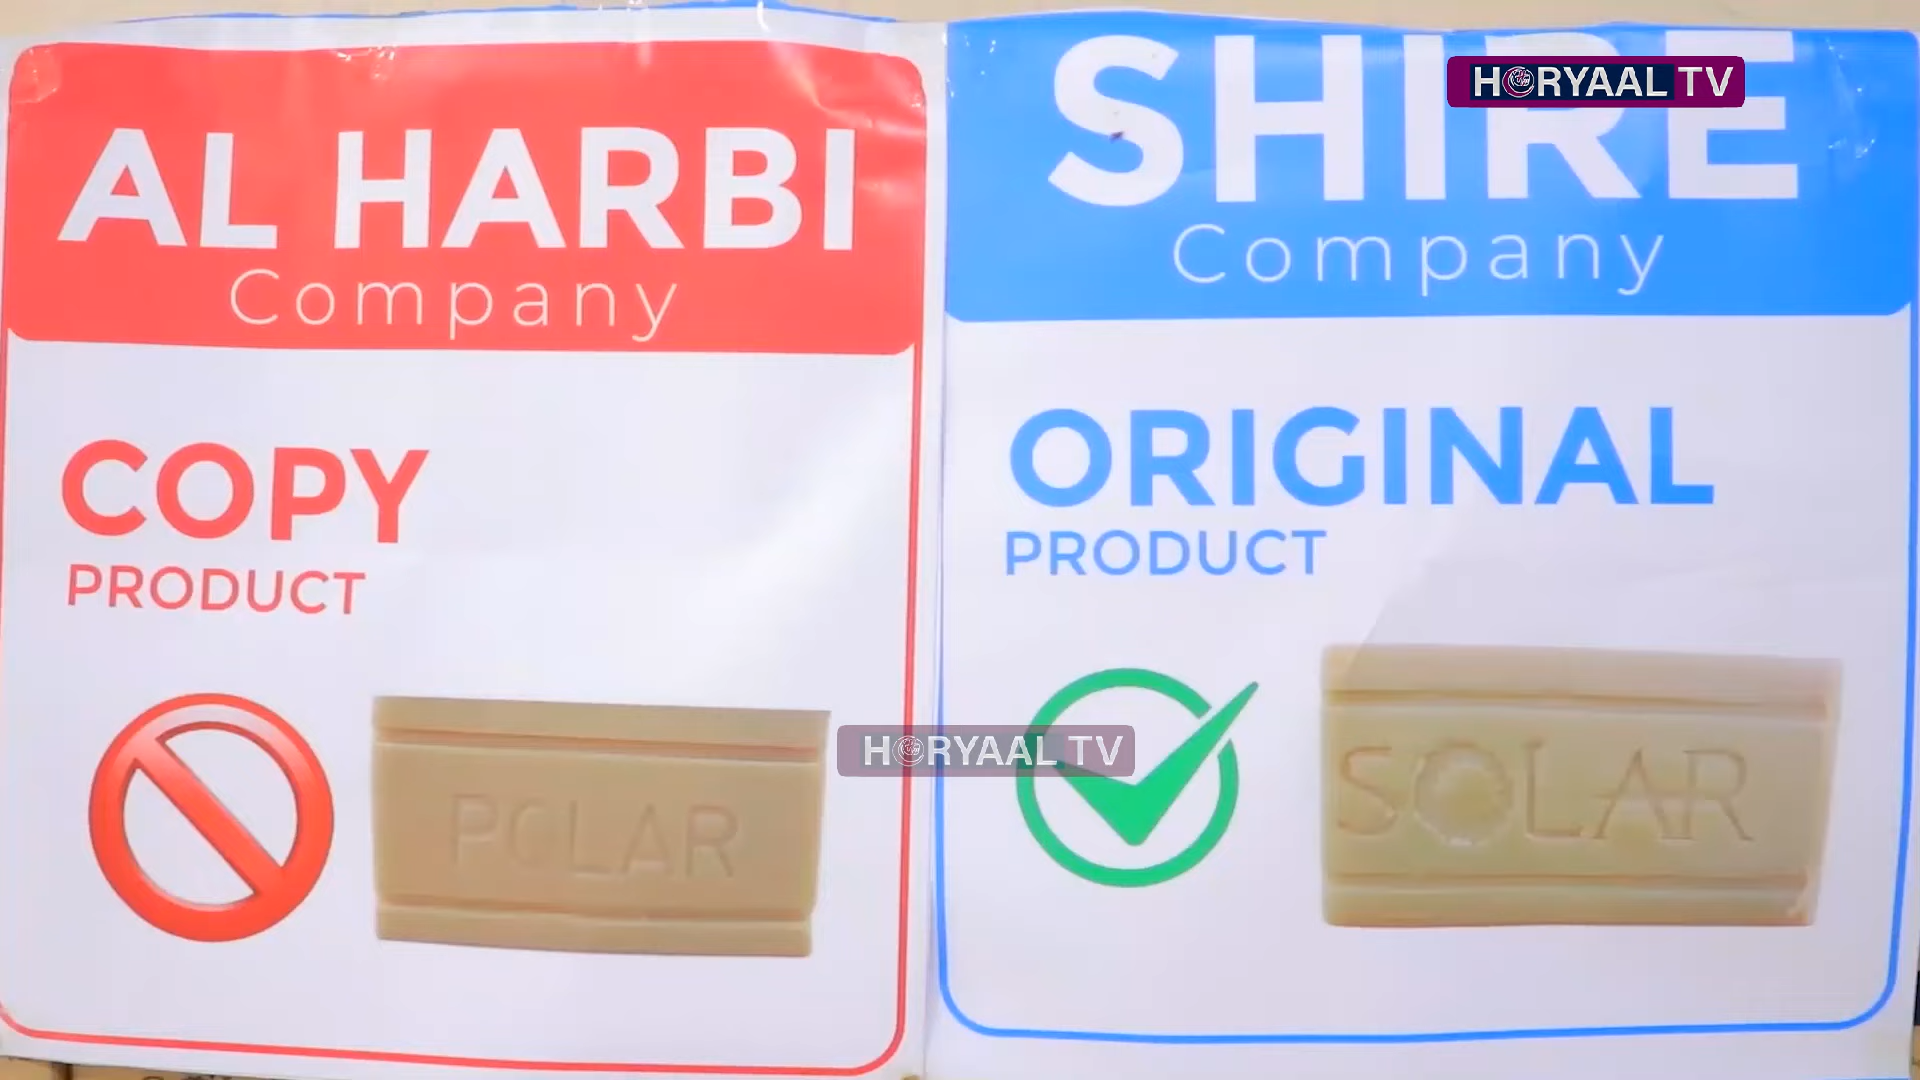 AL HARBI
Company
COPY
PRODUCT
POLAR
SHIRE
Company
ORIGINAL
PRODUCT
SOLAR
HORYAAL TV
HORYAAL TV